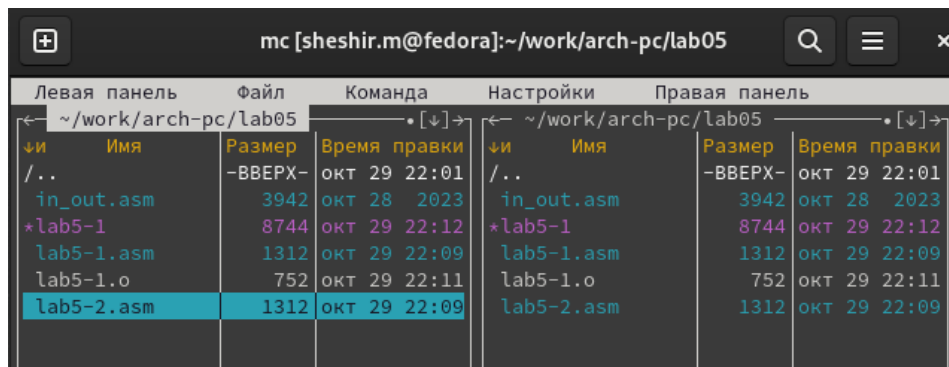 mc [sheshir.m@fedora]:~/work/arch-pc/lab05
Левая панель Файл Команда Настройки Правая панель
~/work/arch-pc/lab05 [↓] ~/work/arch-pc/lab05 [↓]
↓и Имя Размер Время правки ↓и Имя Размер Время правки
/.. -ВВЕРХ- окт 29 22:01 /.. -ВВЕРХ- окт 29 22:01
in_out.asm 3942 окт 28 2023 in_out.asm 3942 окт 28 2023
*lab5-1 8744 окт 29 22:12 *lab5-1 8744 окт 29 22:12
lab5-1.asm 1312 окт 29 22:09 lab5-1.asm 1312 окт 29 22:09
lab5-1.o 752 окт 29 22:11 lab5-1.o 752 окт 29 22:11
lab5-2.asm 1312 окт 29 22:09 lab5-2.asm 1312 окт 29 22:09